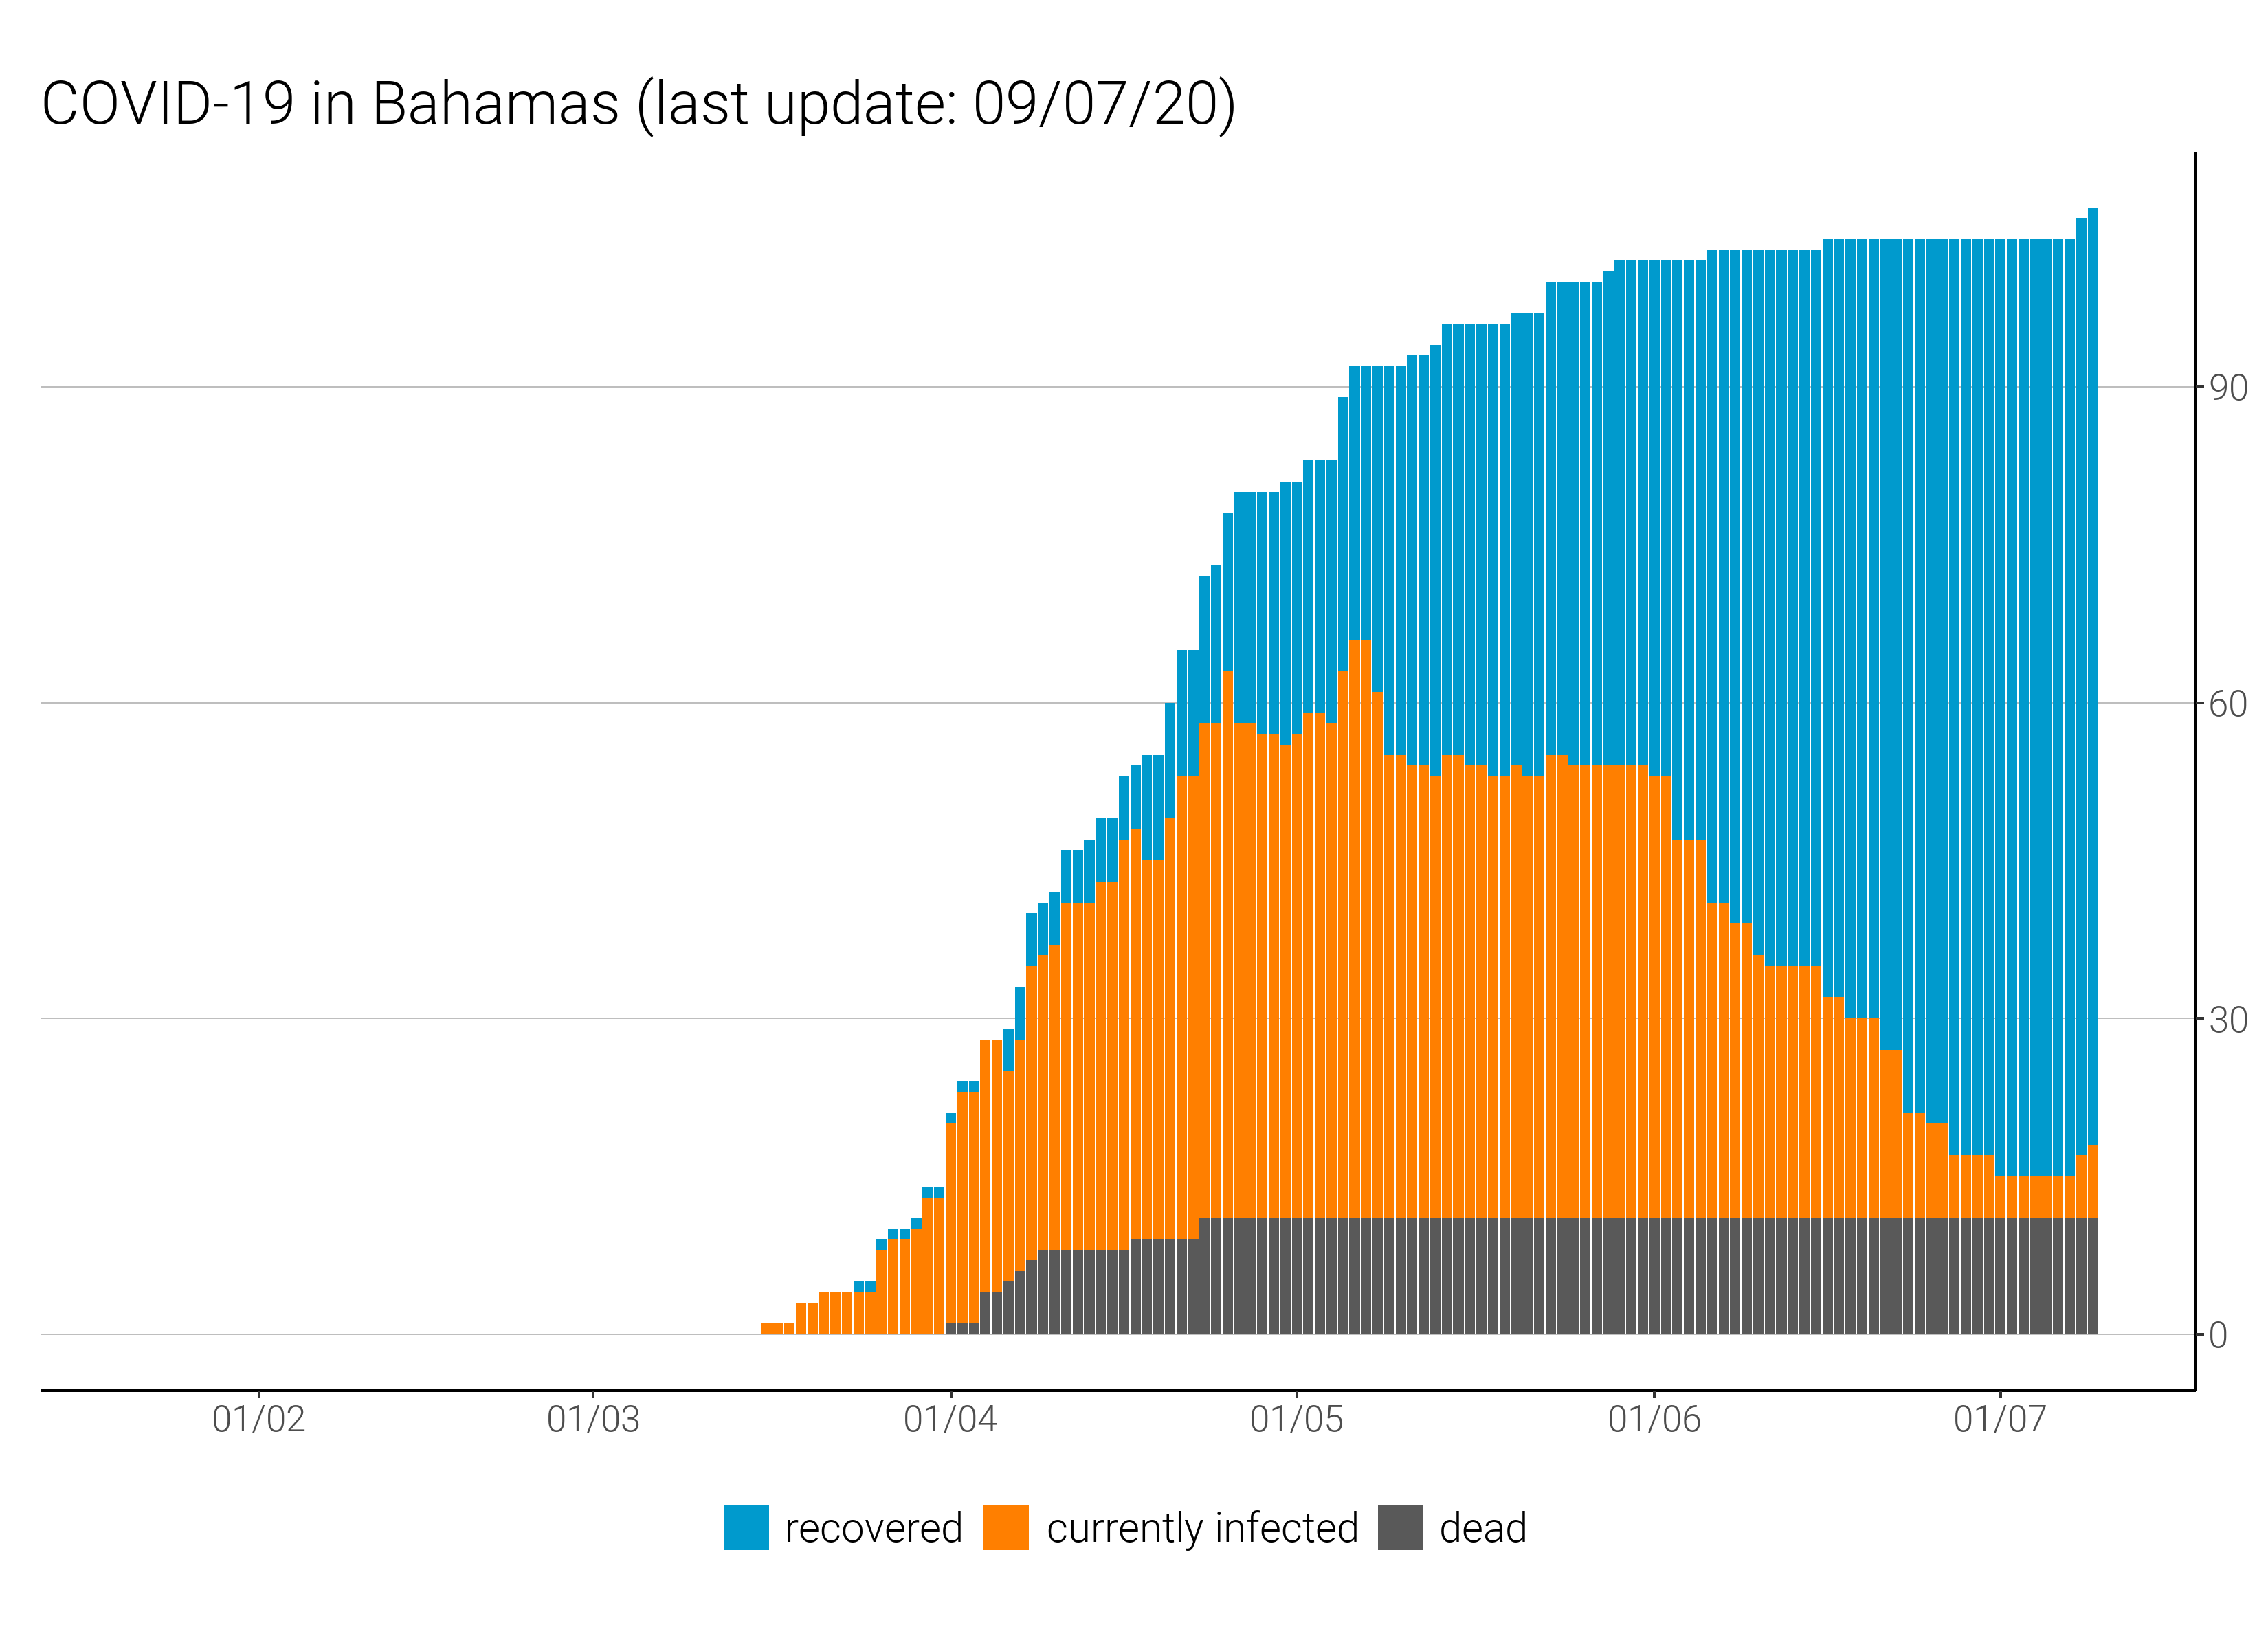 COVID-19 in Bahamas (last update: 09/07/20)
90
60
30
0
01/02 01/03 01/04 01/05 01/06 01/07
recovered currently infected dead